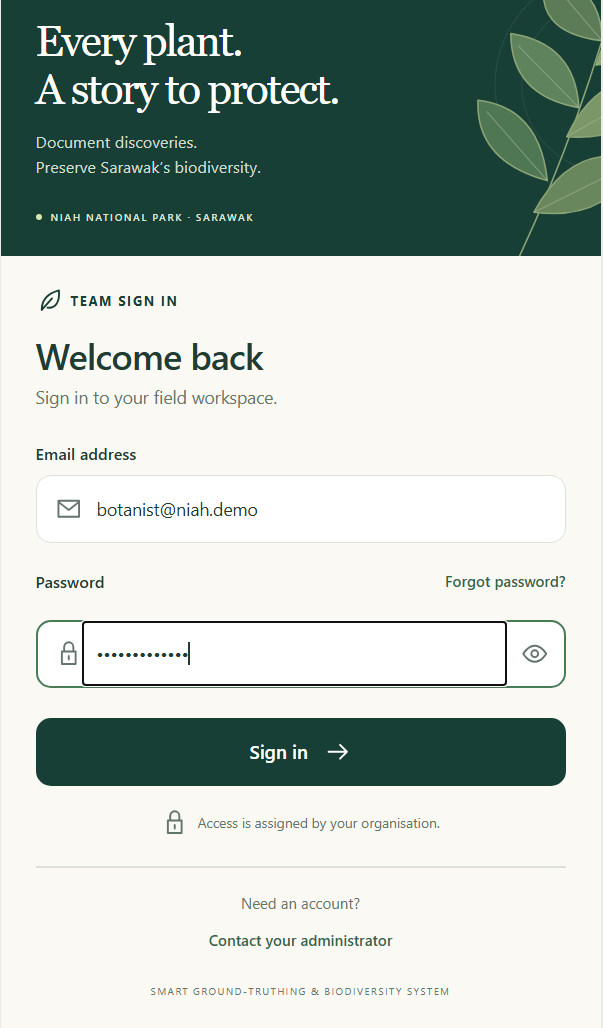 Every plant.
A story to protect.
Document discoveries.
Preserve Sarawak's biodiversity.
NIAH NATIONAL PARK · SARAWAK
TEAM SIGN IN
Welcome back
Sign in to your field workspace.
Email address
botanist@niah.demo
Password
Forgot password?
•••••••••••••
Sign in →
Access is assigned by your organisation.
Need an account?
Contact your administrator
SMART GROUND-TRUTHING & BIODIVERSITY SYSTEM